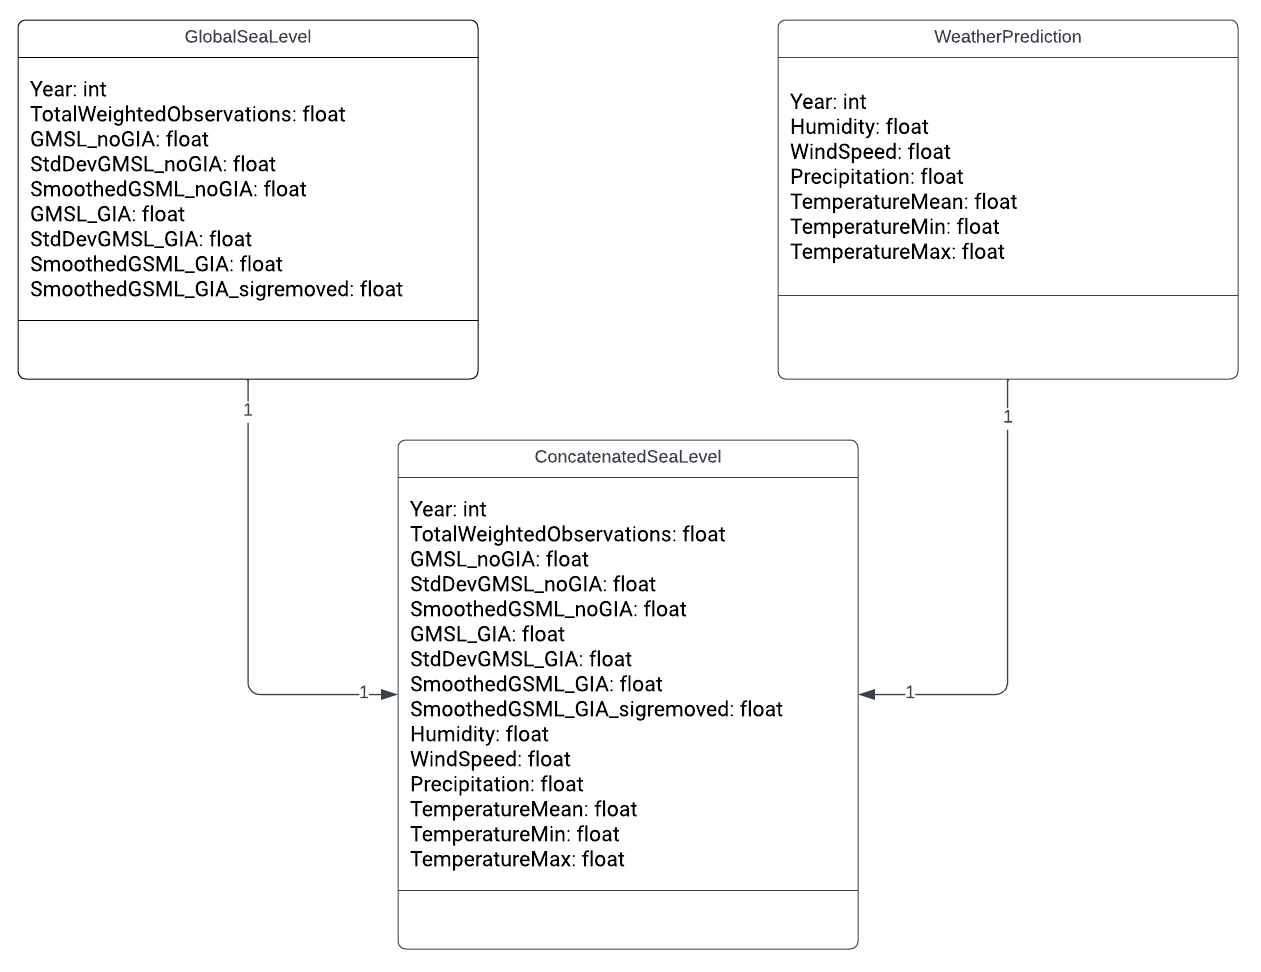 GlobalSeaLevel
Year: int
TotalWeightedObservations: float
GMSL_noGIA: float
StdDevGMSL_noGIA: float
SmoothedGSML_noGIA: float
GMSL_GIA: float
StdDevGMSL_GIA: float
SmoothedGSML_GIA: float
SmoothedGSML_GIA_sigremoved: float
WeatherPrediction
Year: int
Humidity: float
WindSpeed: float
Precipitation: float
TemperatureMean: float
TemperatureMin: float
TemperatureMax: float
1
1
ConcatenatedSeaLevel
Year: int
TotalWeightedObservations: float
GMSL_noGIA: float
StdDevGMSL_noGIA: float
SmoothedGSML_noGIA: float
GMSL_GIA: float
StdDevGMSL_GIA: float
SmoothedGSML_GIA: float
SmoothedGSML_GIA_sigremoved: float
Humidity: float
WindSpeed: float
Precipitation: float
TemperatureMean: float
TemperatureMin: float
TemperatureMax: float
1
1